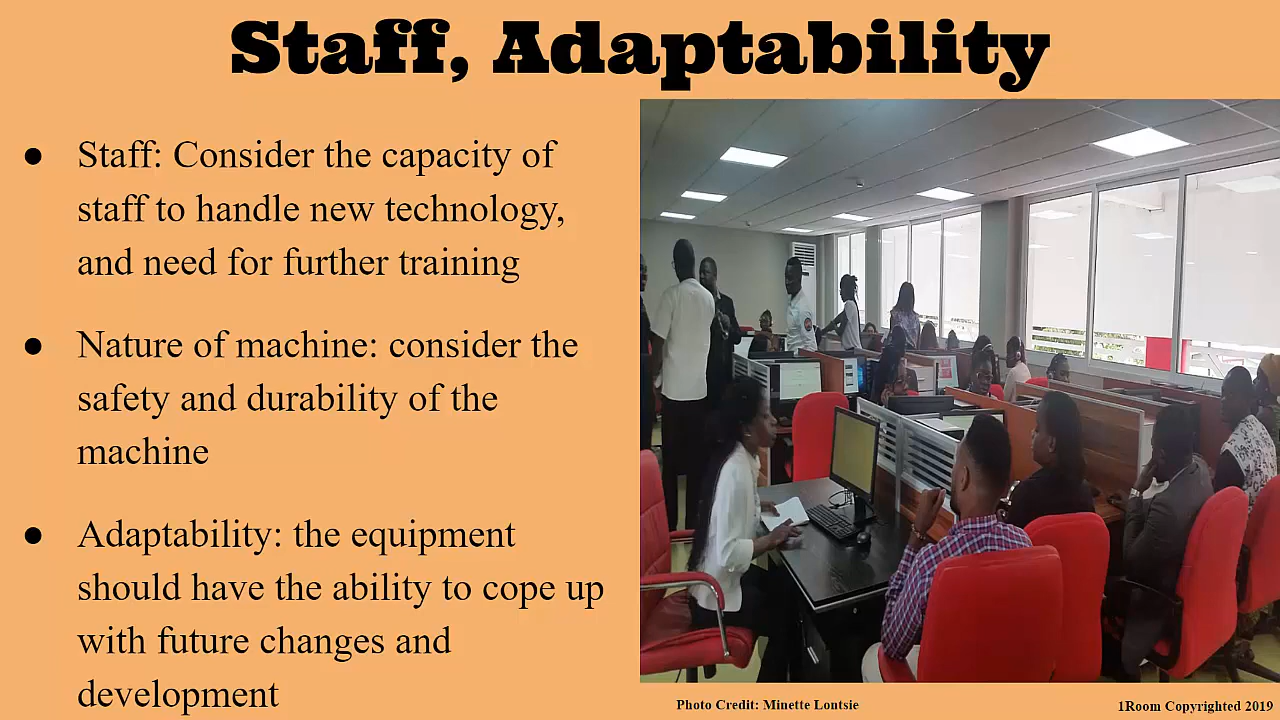 Staff, Adaptability
● Staff: Consider the capacity of
staff to handle new technology,
and need for further training
● Nature of machine: consider the
safety and durability of the
machine
● Adaptability: the equipment
should have the ability to cope up
with future changes and
development
Photo Credit: Minette Lontsie
1Room Copyrighted 2019